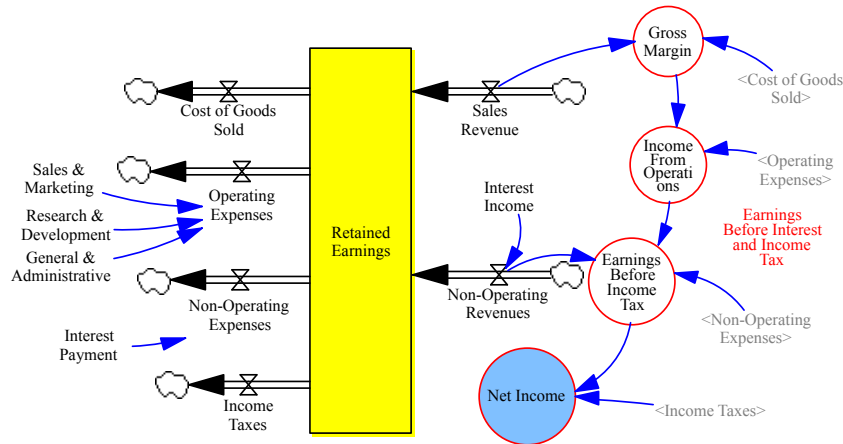 Gross
Margin
<Cost of Goods
Sold>
Cost of Goods
Sold
Sales
Revenue
Income
From
Operati
ons
<Operating
Expenses>
Sales &
Marketing
Operating
Expenses
Research &
Development
General &
Administrative
Interest
Income
Retained
Earnings
Earnings
Before Interest
and Income
Tax
Earnings
Before
Income
Tax
Non-Operating
Expenses
Non-Operating
Revenues
<Non-Operating
Expenses>
Interest
Payment
Income
Taxes
Net Income
<Income Taxes>